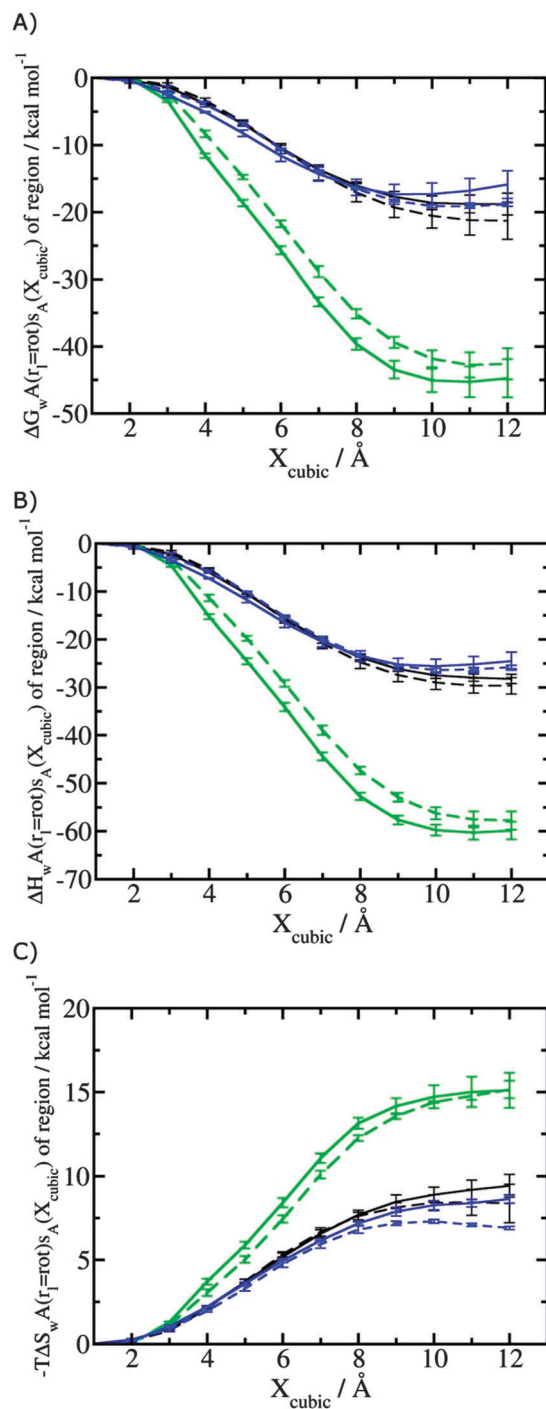 A)
ΔG_w A(r_l=rot)s_A(X_cubic) of region / kcal mol⁻¹
0
-10
-20
-30
-40
-50
2 4 6 8 10 12
X_cubic / Å
B)
ΔH_w A(r_l=rot)s_A(X_cubic) of region / kcal mol⁻¹
0
-10
-20
-30
-40
-50
-60
-70
2 4 6 8 10 12
X_cubic / Å
C)
-TΔS_w A(r_l=rot)s_A(X_cubic) of region / kcal mol⁻¹
20
15
10
5
0
2 4 6 8 10 12
X_cubic / Å